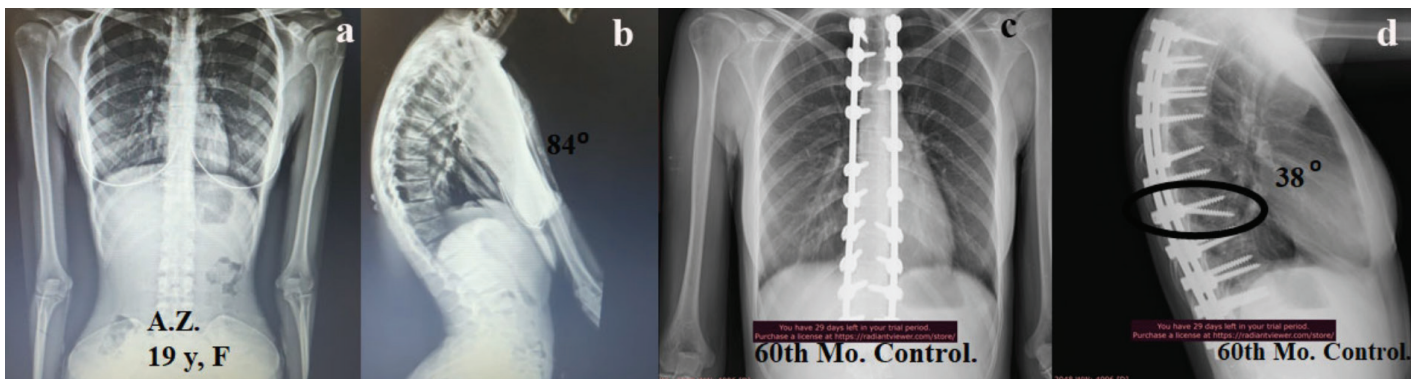 a
A.Z.
19 y, F
b
84°
c
You have 29 days left in your trial period.
Purchase a license at https://radiantviewer.com/store/
60th Mo. Control.
d
38°
You have 29 days left in your trial period.
Purchase a license at https://radiantviewer.com/store/
60th Mo. Control.